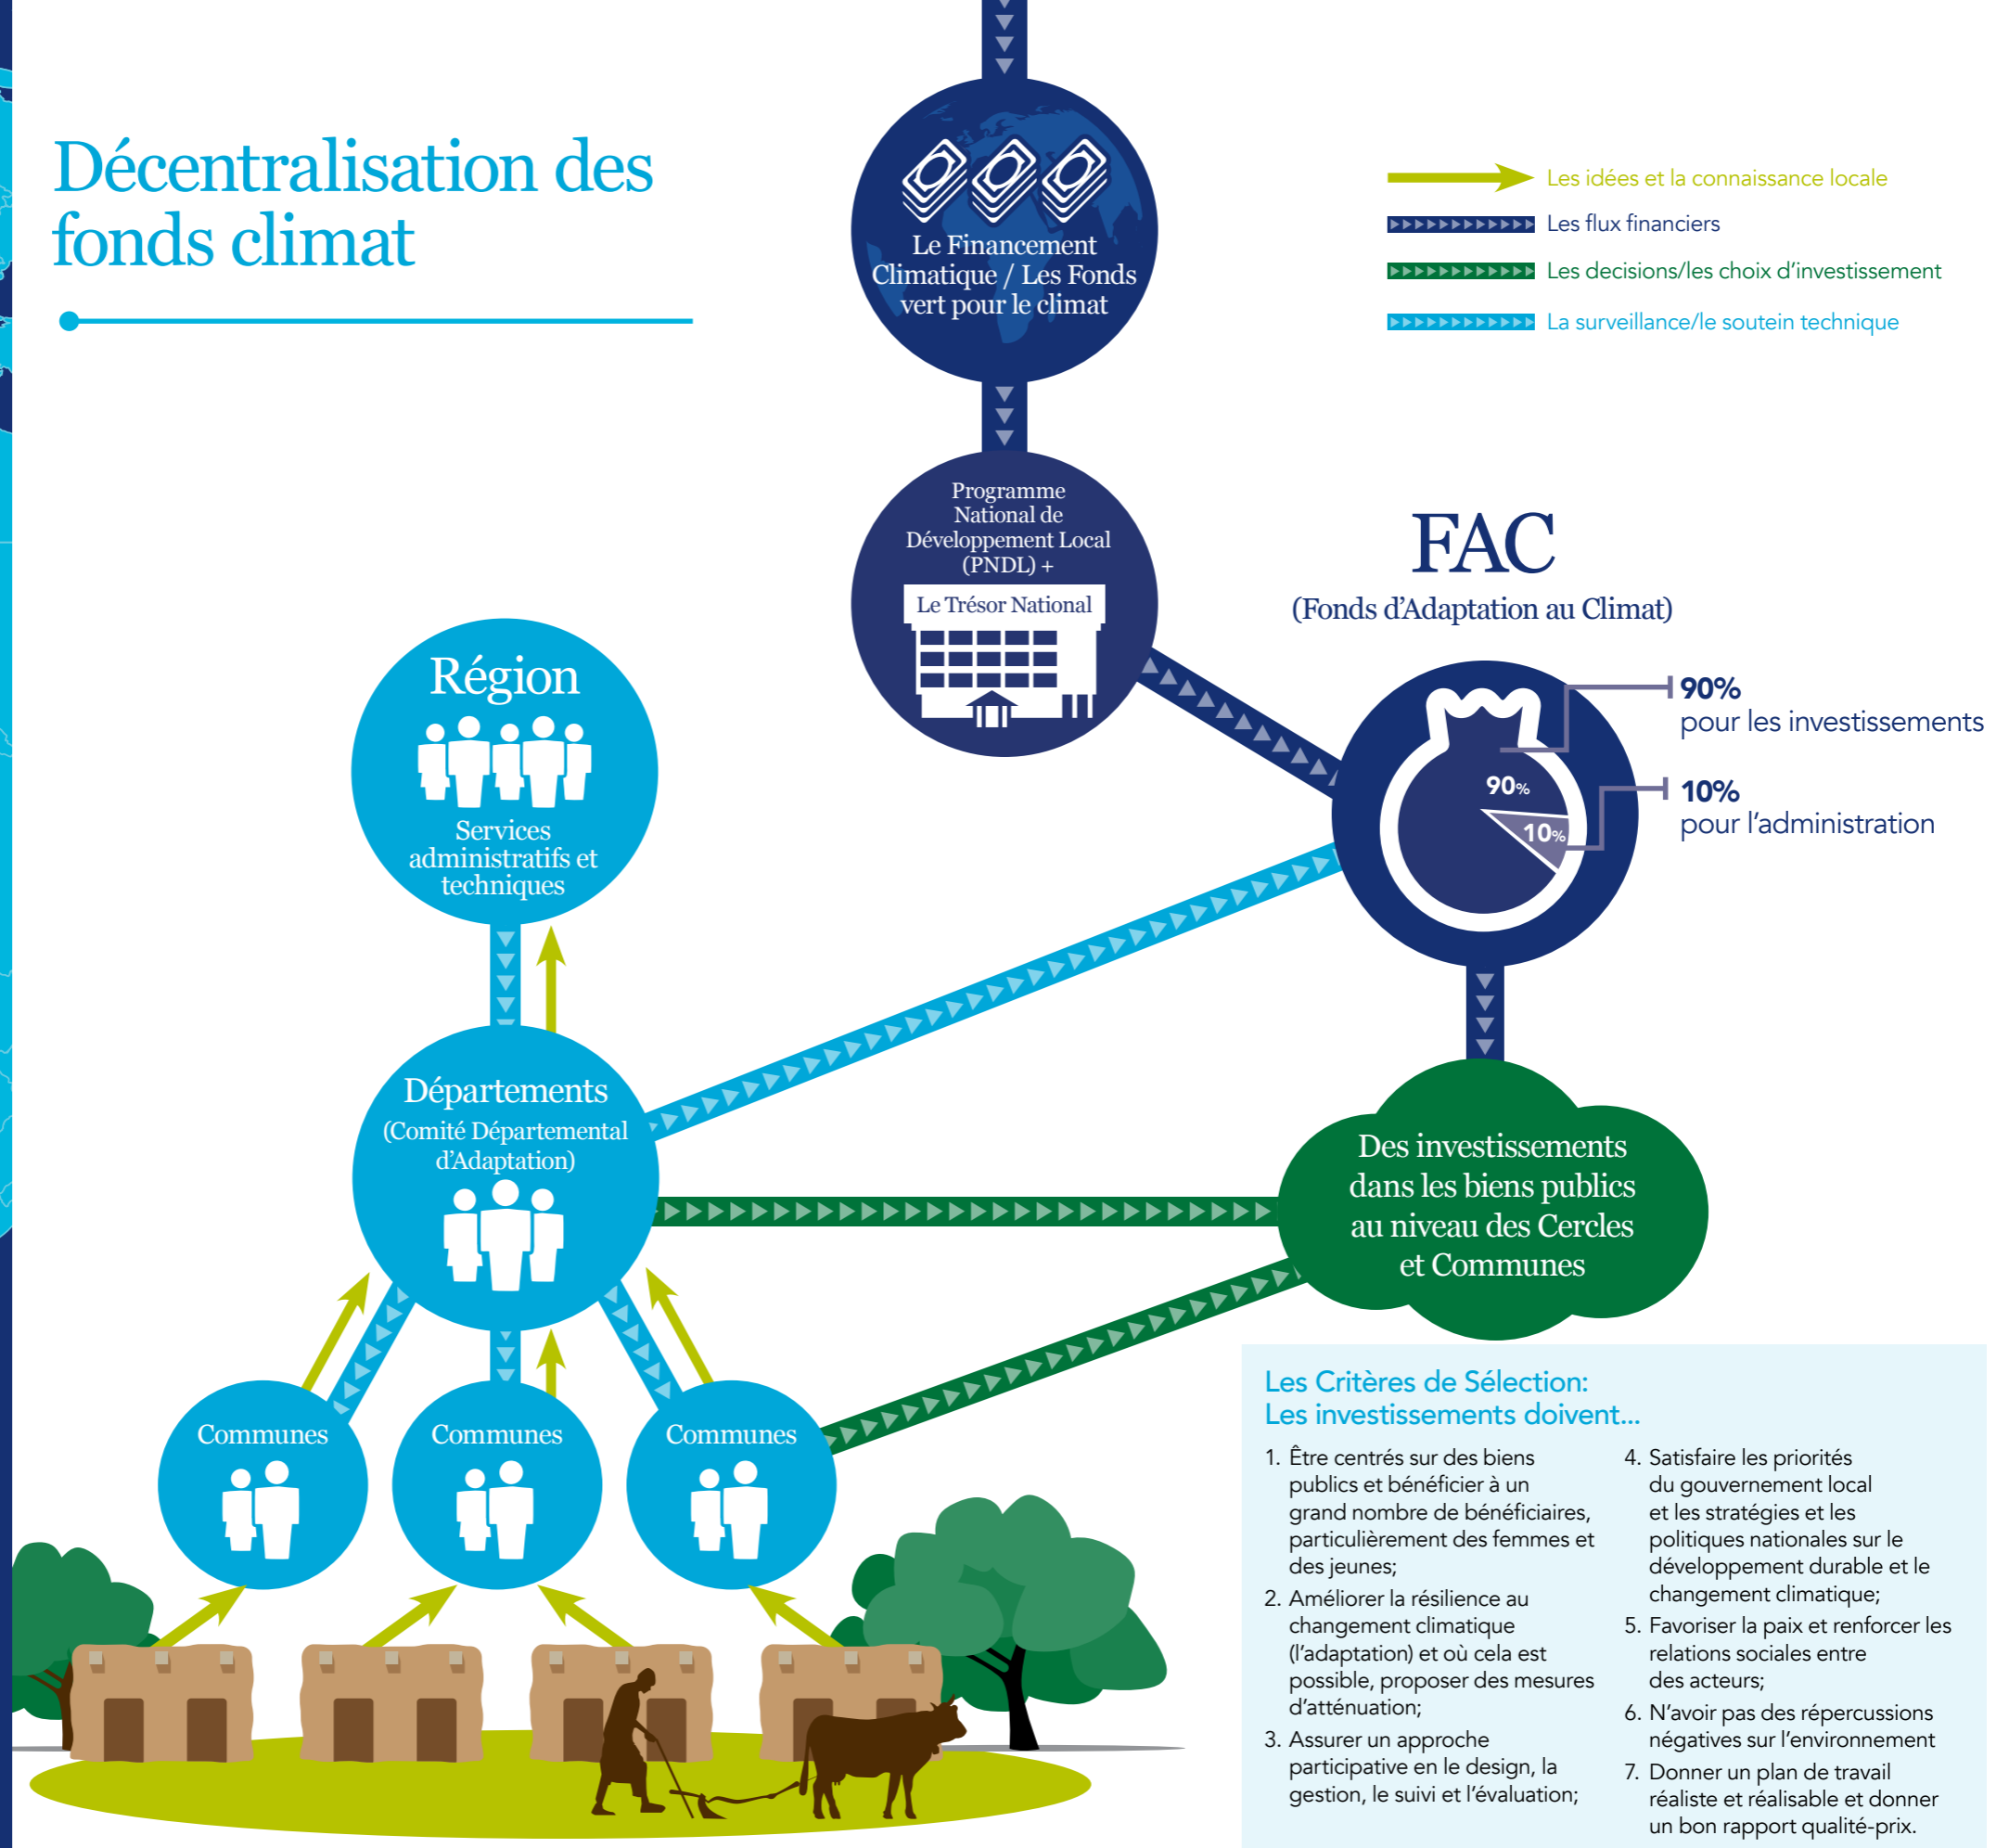 Décentralisation des
fonds climat
Le Financement
Climatique / Les Fonds
vert pour le climat
Les idées et la connaissance locale
Les flux financiers
Les decisions/les choix d'investissement
La surveillance/le soutein technique
Programme
National de
Développement Local
(PNDL) +
Le Trésor National
FAC
(Fonds d'Adaptation au Climat)
90%
pour les investissements
10%
pour l'administration
90%
10%
Région
Services
administratifs et
techniques
Départements
(Comité Départemental
d'Adaptation)
Des investissements
dans les biens publics
au niveau des Cercles
et Communes
Communes
Communes
Communes
Les Critères de Sélection:
Les investissements doivent...
1. Être centrés sur des biens
publics et bénéficier à un
grand nombre de bénéficiaires,
particulièrement des femmes et
des jeunes;
2. Améliorer la résilience au
changement climatique
(l'adaptation) et où cela est
possible, proposer des mesures
d'atténuation;
3. Assurer un approche
participative en le design, la
gestion, le suivi et l'évaluation;
4. Satisfaire les priorités
du gouvernement local
et les stratégies et les
politiques nationales sur le
développement durable et le
changement climatique;
5. Favoriser la paix et renforcer les
relations sociales entre
des acteurs;
6. N'avoir pas des répercussions
négatives sur l'environnement
7. Donner un plan de travail
réaliste et réalisable et donner
un bon rapport qualité-prix.